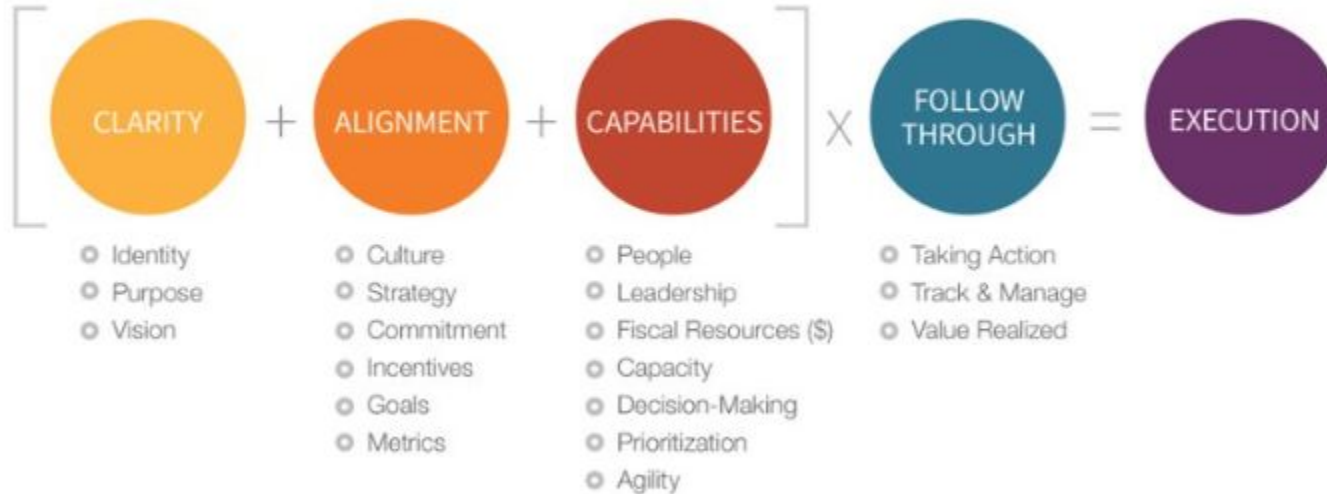 CLARITY + ALIGNMENT + CAPABILITIES X FOLLOW THROUGH = EXECUTION
Identity
Purpose
Vision
Culture
Strategy
Commitment
Incentives
Goals
Metrics
People
Leadership
Fiscal Resources ($)
Capacity
Decision-Making
Prioritization
Agility
Taking Action
Track & Manage
Value Realized